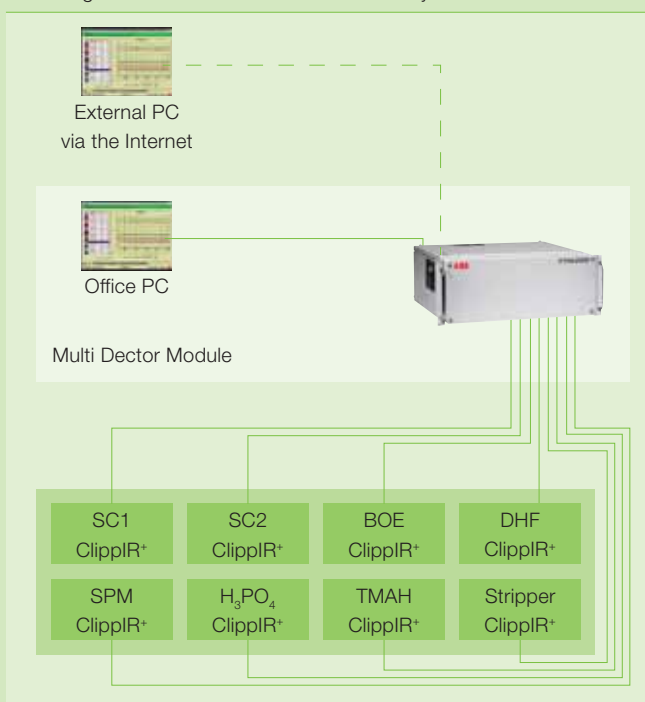 External PC
via the Internet
Office PC
ABB
Multi Dector Module
SC1
ClippIR⁺
SC2
ClippIR⁺
BOE
ClippIR⁺
DHF
ClippIR⁺
SPM
ClippIR⁺
H₃PO₄
ClippIR⁺
TMAH
ClippIR⁺
Stripper
ClippIR⁺